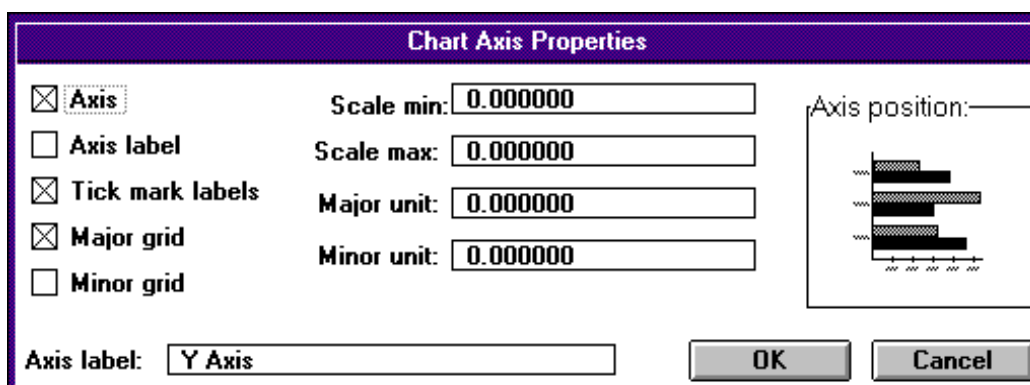 Chart Axis Properties
Axis
Axis label
Tick mark labels
Major grid
Minor grid
Scale min: 0.000000
Scale max: 0.000000
Major unit: 0.000000
Minor unit: 0.000000
Axis position:
Axis label: Y Axis
OK
Cancel